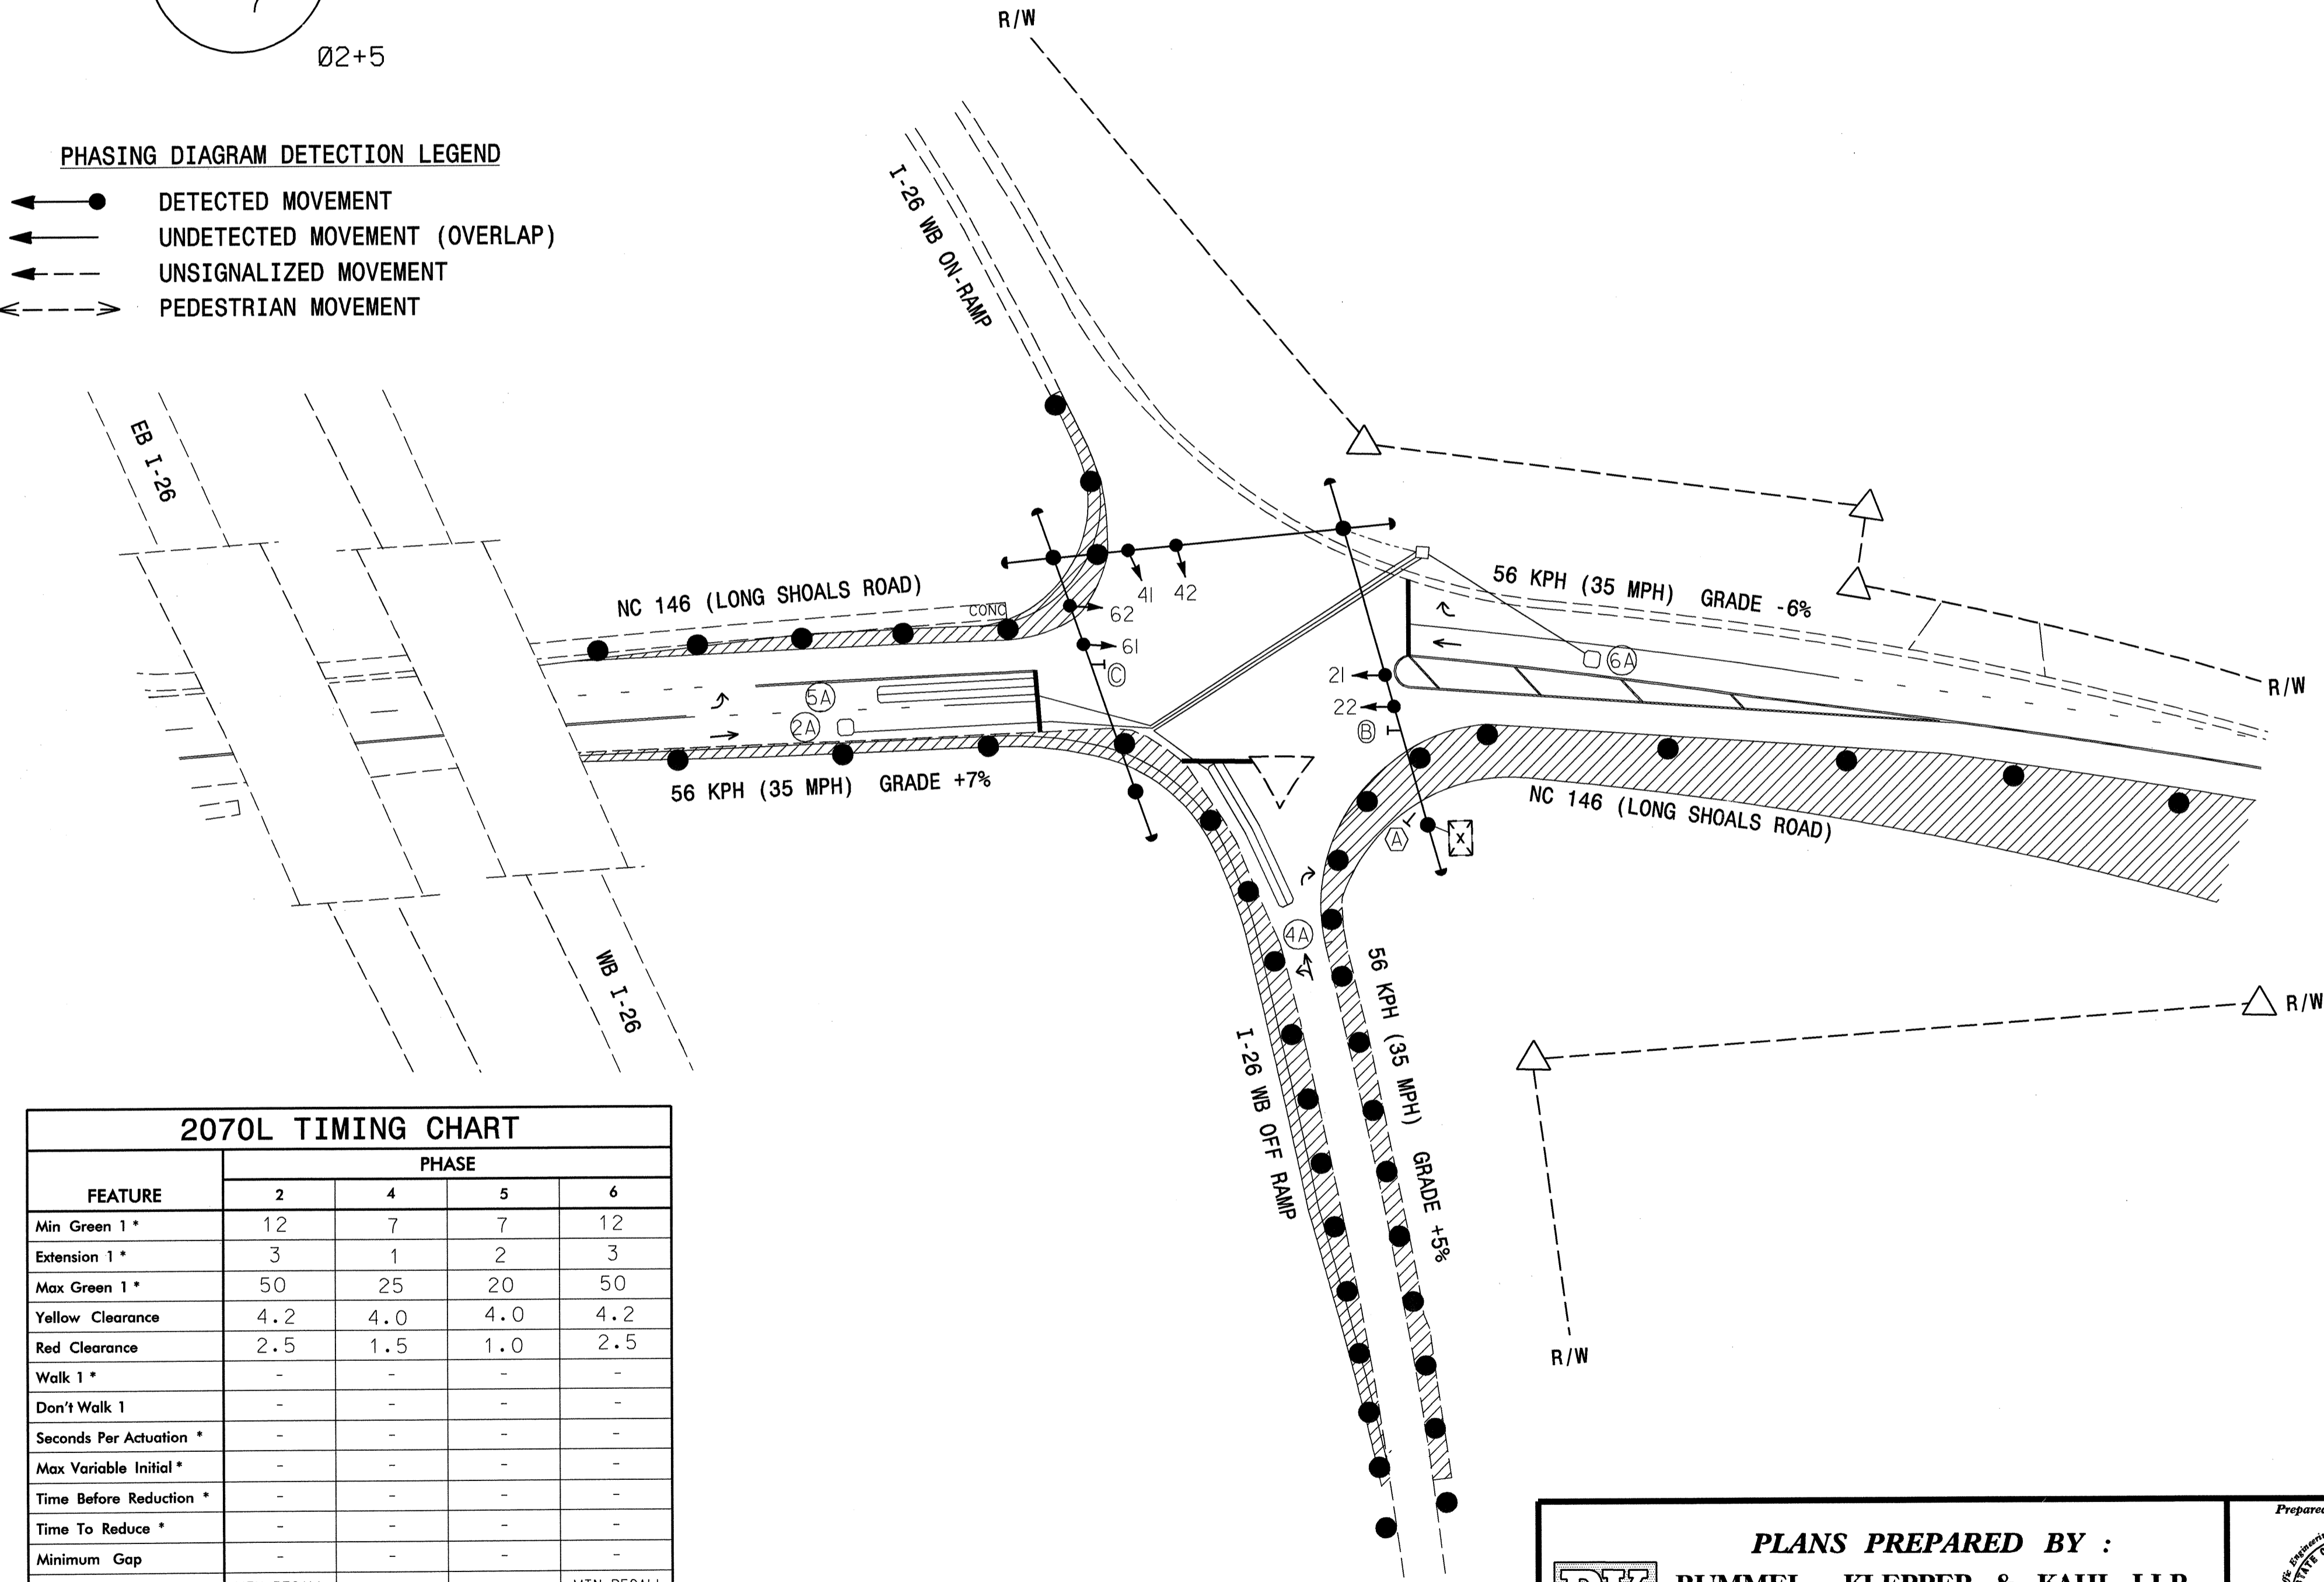 Ø2+5
R/W
PHASING DIAGRAM DETECTION LEGEND
DETECTED MOVEMENT
UNDETECTED MOVEMENT (OVERLAP)
UNSIGNALIZED MOVEMENT
PEDESTRIAN MOVEMENT
I-26 WB ON-RAMP
EB I-26
WB I-26
NC 146 (LONG SHOALS ROAD)
CONC
41
42
62
61
C
56 KPH (35 MPH) GRADE -6%
6A
R/W
21
22
B
5A
2A
56 KPH (35 MPH) GRADE +7%
NC 146 (LONG SHOALS ROAD)
A
X
4A
56 KPH (35 MPH) GRADE +5%
I-26 WB OFF RAMP
R/W
R/W
2070L TIMING CHART
FEATURE
PHASE
2 4 5 6
Min Green 1 * 12 7 7 12
Extension 1 * 3 1 2 3
Max Green 1 * 50 25 20 50
Yellow Clearance 4.2 4.0 4.0 4.2
Red Clearance 2.5 1.5 1.0 2.5
Walk 1 * - - - -
Don't Walk 1 - - - -
Seconds Per Actuation * - - - -
Max Variable Initial * - - - -
Time Before Reduction * - - - -
Time To Reduce * - - - -
Minimum Gap - - - -
PLANS PREPARED BY :
RUMMEL, KLEPPER & KAHL, LLP
Prepared